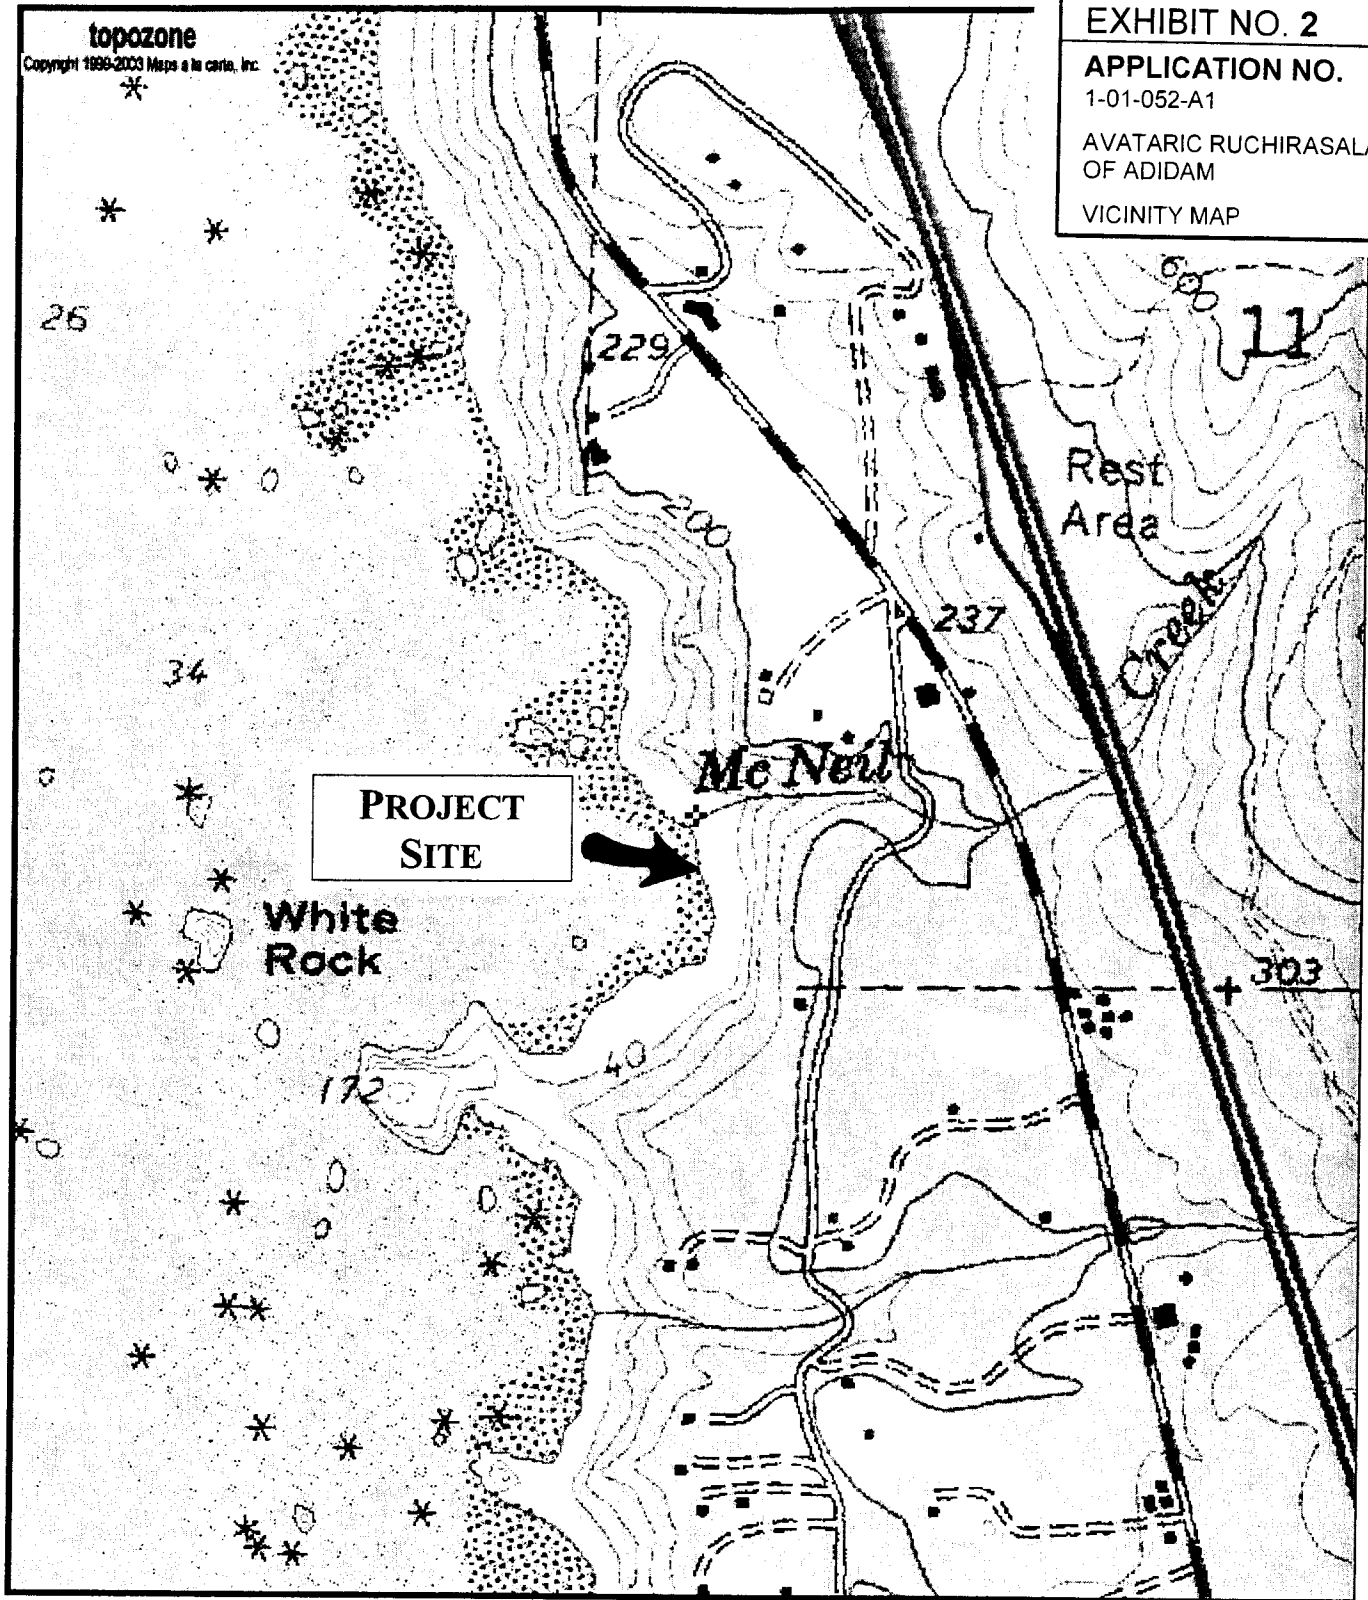 topozone
Copyright 1999-2003 Maps a la carte, Inc.
EXHIBIT NO. 2
APPLICATION NO.
1-01-052-A1
AVATARIC RUCHIRASALA
OF ADIDAM
VICINITY MAP
600
11
26
229
Rest
Area
200
237
Creek
34
Mc Neil
PROJECT
SITE
White
Rock
303
40
172